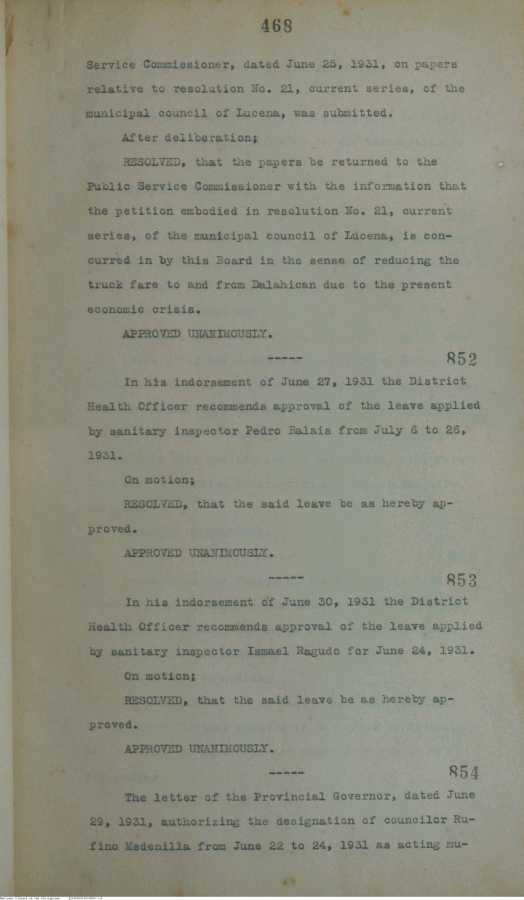 468
Service Commissioner, dated June 25, 1931, on papers
relative to resolution No. 21, current series, of the
municipal council of Lucena, was submitted.
After deliberation;
RESOLVED, that the papers be returned to the
Public Service Commissioner with the information that
the petition embodied in resolution No. 21, current
series, of the municipal council of Lucena, is con-
curred in by this Board in the sense of reducing the
truck fare to and from Dalahican due to the present
economic crisis.
APPROVED UNANIMOUSLY.
-----
852
In his indorsement of June 27, 1931 the District
Health Officer recommends approval of the leave applied
by sanitary inspector Pedro Balais from July 6 to 26,
1931.
On motion;
RESOLVED, that the said leave be as hereby ap-
proved.
APPROVED UNANIMOUSLY.
-----
853
In his indorsement of June 30, 1931 the District
Health Officer recommends approval of the leave applied
by sanitary inspector Ismael Ragudo for June 24, 1931.
On motion;
RESOLVED, that the said leave be as hereby ap-
proved.
APPROVED UNANIMOUSLY.
-----
854
The letter of the Provincial Governor, dated June
29, 1931, authorizing the designation of councilor Ru-
fino Medenilla from June 22 to 24, 1931 as acting mu-